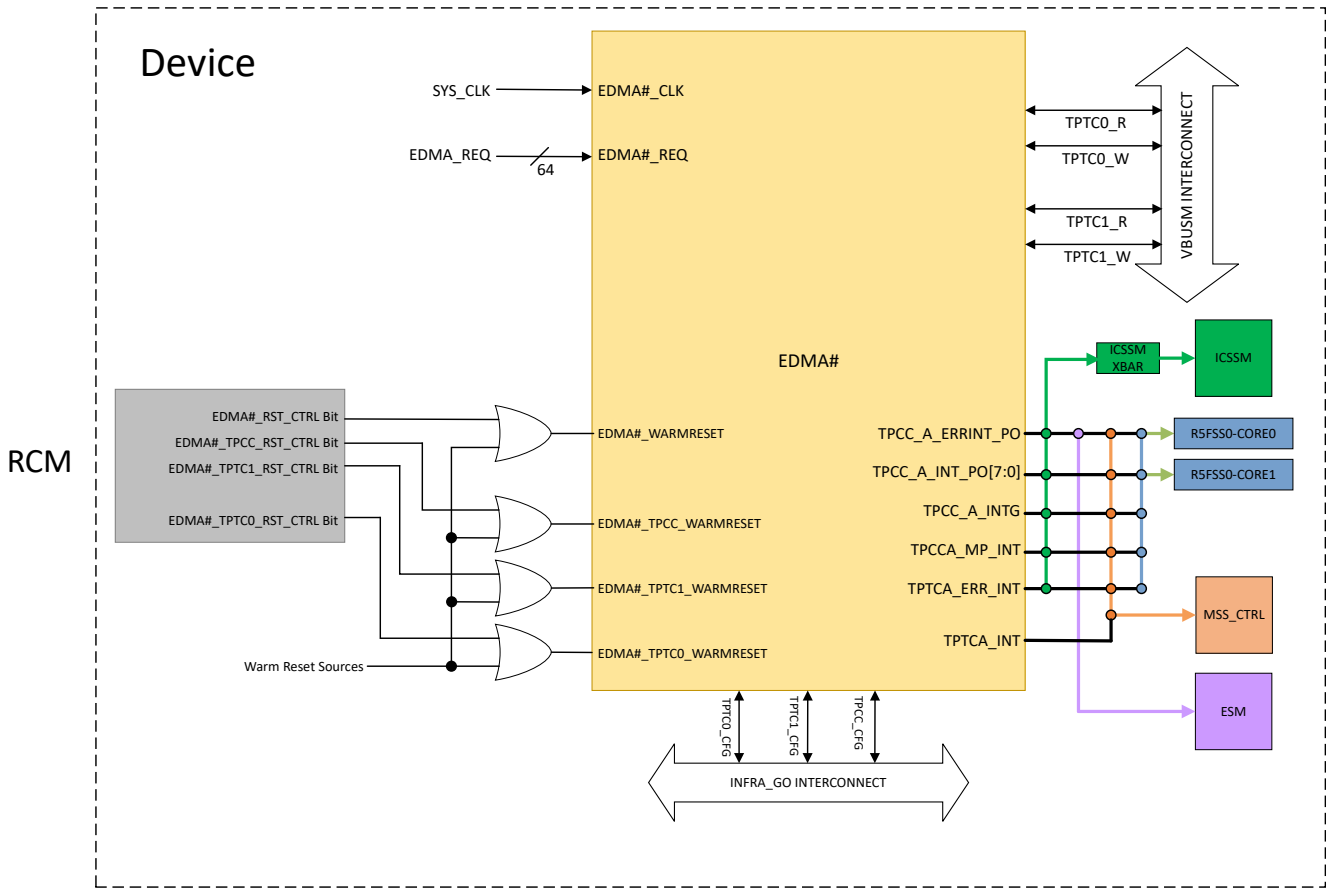 Device
SYS_CLK
EDMA#_CLK
EDMA_REQ
64
EDMA#_REQ
TPTC0_R
TPTC0_W
TPTC1_R
TPTC1_W
VBUSM INTERCONNECT
EDMA#
ICSSM
XBAR
ICSSM
RCM
EDMA#_RST_CTRL Bit
EDMA#_TPCC_RST_CTRL Bit
EDMA#_TPTC1_RST_CTRL Bit
EDMA#_TPTC0_RST_CTRL Bit
Warm Reset Sources
EDMA#_WARMRESET
EDMA#_TPCC_WARMRESET
EDMA#_TPTC1_WARMRESET
EDMA#_TPTC0_WARMRESET
TPCC_A_ERRINT_PO
TPCC_A_INT_PO[7:0]
TPCC_A_INTG
TPCCA_MP_INT
TPTCA_ERR_INT
TPTCA_INT
R5FSS0-CORE0
R5FSS0-CORE1
MSS_CTRL
ESM
TPTC0_CFG
TPTC1_CFG
TPCC_CFG
INFRA_GO INTERCONNECT